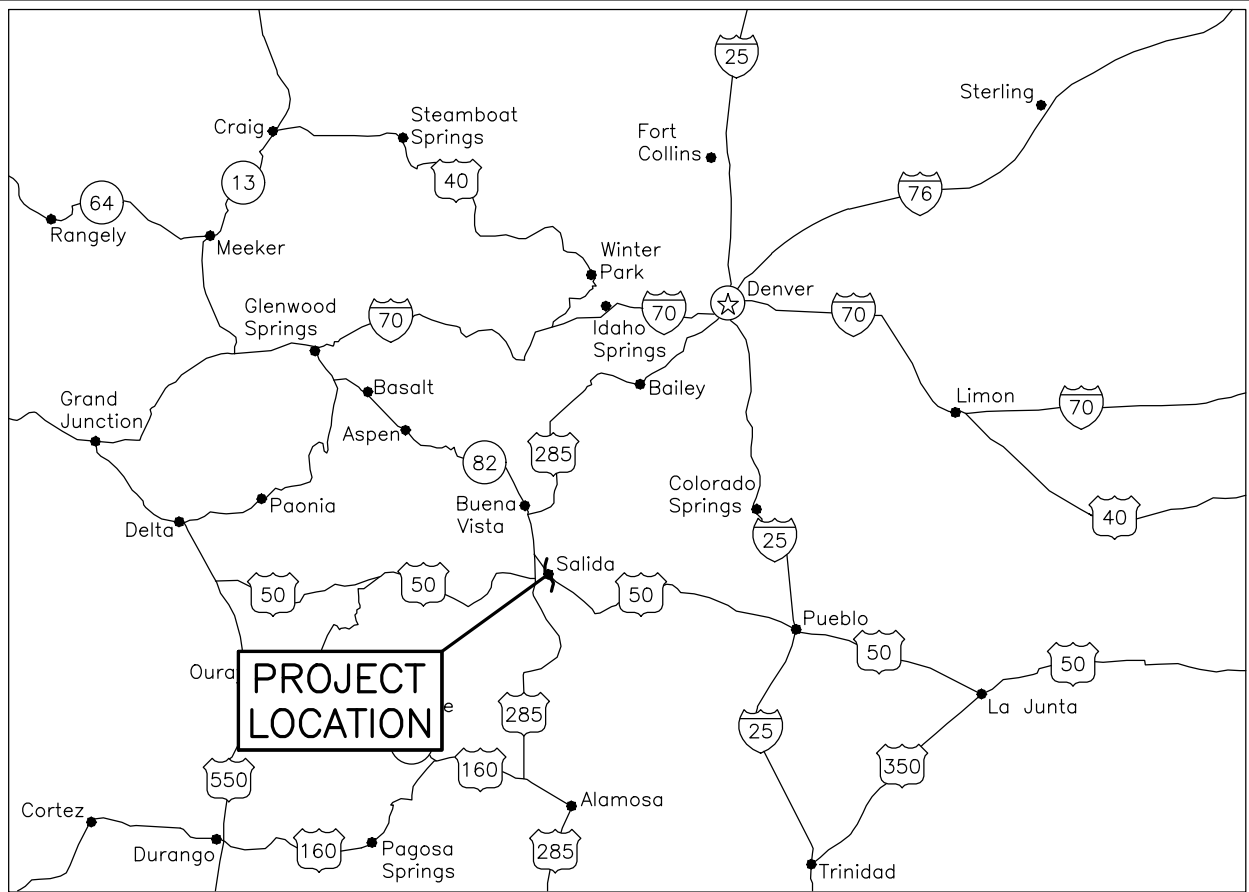 25
Sterling
Steamboat
Springs
Craig
Fort
Collins
13
40
76
64
Rangely
Meeker
Winter
Park
Denver
Glenwood
Springs
70
70
70
Idaho
Springs
Basalt
Bailey
Grand
Junction
Limon
70
Aspen
285
82
Colorado
Springs
Buena
Vista
Paonia
Delta
40
25
Salida
50
50
50
Pueblo
50
50
Oura
PROJECT
LOCATION
e
285
La Junta
25
550
160
350
Cortez
Alamosa
Durango
160
Pagosa
Springs
285
Trinidad